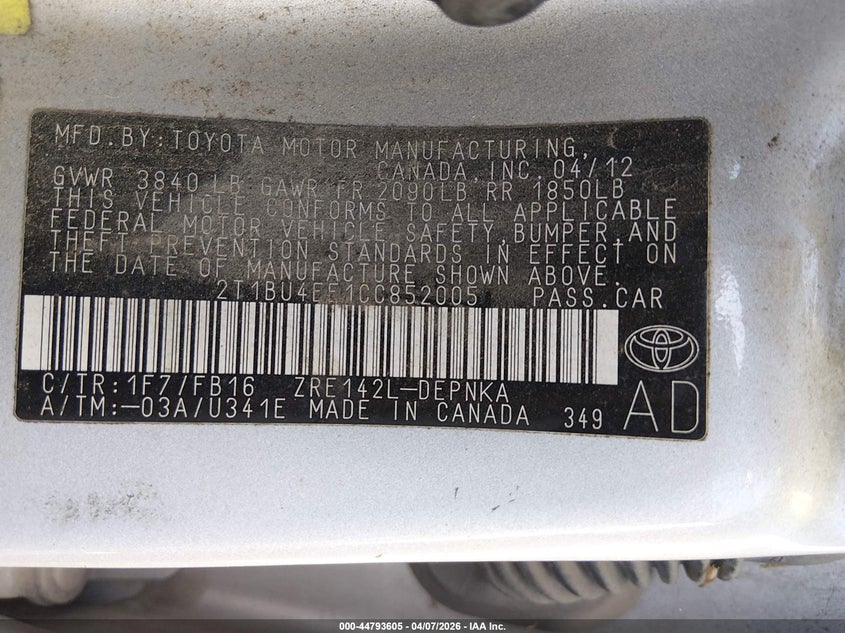 MFD.BY:TOYOTA MOTOR MANUFACTURING,
CANADA,INC.04/12
GVWR 3840 LB GAWR FR 2090LB RR 1850LB
THIS VEHICLE CONFORMS TO ALL APPLICABLE
FEDERAL MOTOR VEHICLE SAFETY,BUMPER,AND
THEFT PREVENTION STANDARDS IN EFFECT ON
THE DATE OF MANUFACTURE SHOWN ABOVE.
2T1BU4EE1CC852005 PASS.CAR
C/TR:1F7/FB16 ZRE142L-DEPNKA
A/TM:-03A/U341E MADE IN CANADA 349
AD
000-44793605 - 04/07/2026 - IAA Inc.